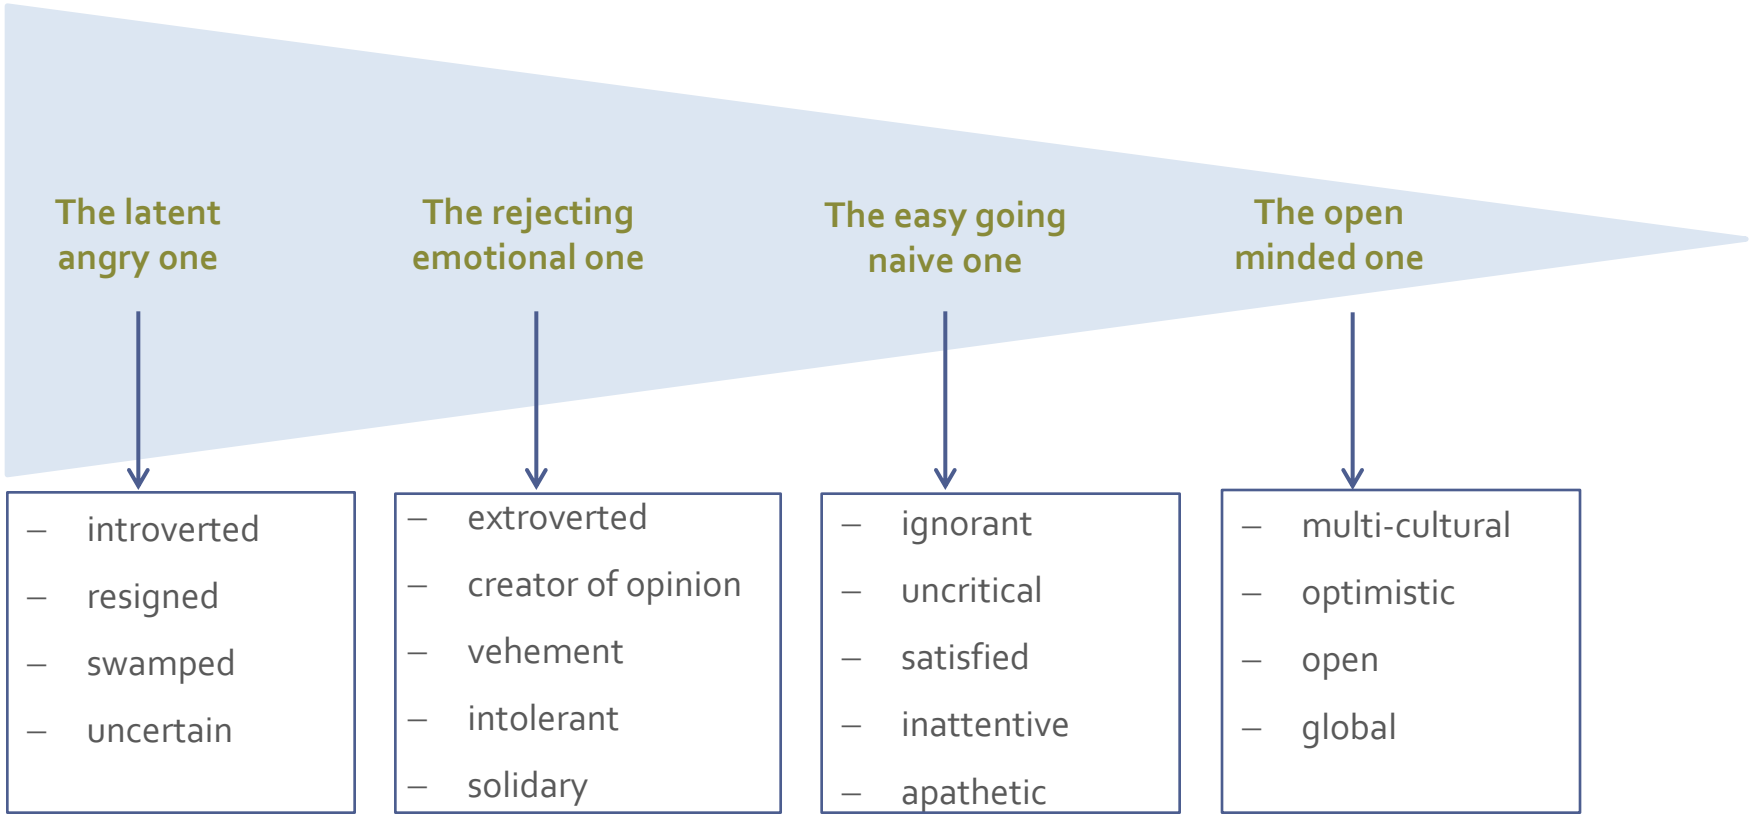 The latent
angry one
The rejecting
emotional one
The easy going
naive one
The open
minded one
– introverted
– resigned
– swamped
– uncertain
– extroverted
– creator of opinion
– vehement
– intolerant
– solidary
– ignorant
– uncritical
– satisfied
– inattentive
– apathetic
– multi-cultural
– optimistic
– open
– global